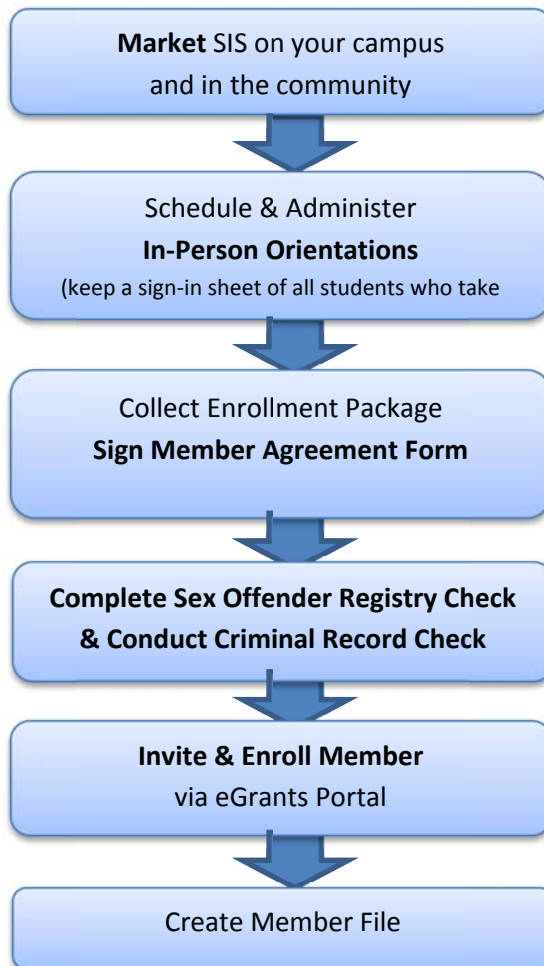 Market SIS on your campus
and in the community
Schedule & Administer
In-Person Orientations
(keep a sign-in sheet of all students who take
Collect Enrollment Package
Sign Member Agreement Form
Complete Sex Offender Registry Check
& Conduct Criminal Record Check
Invite & Enroll Member
via eGrants Portal
Create Member File